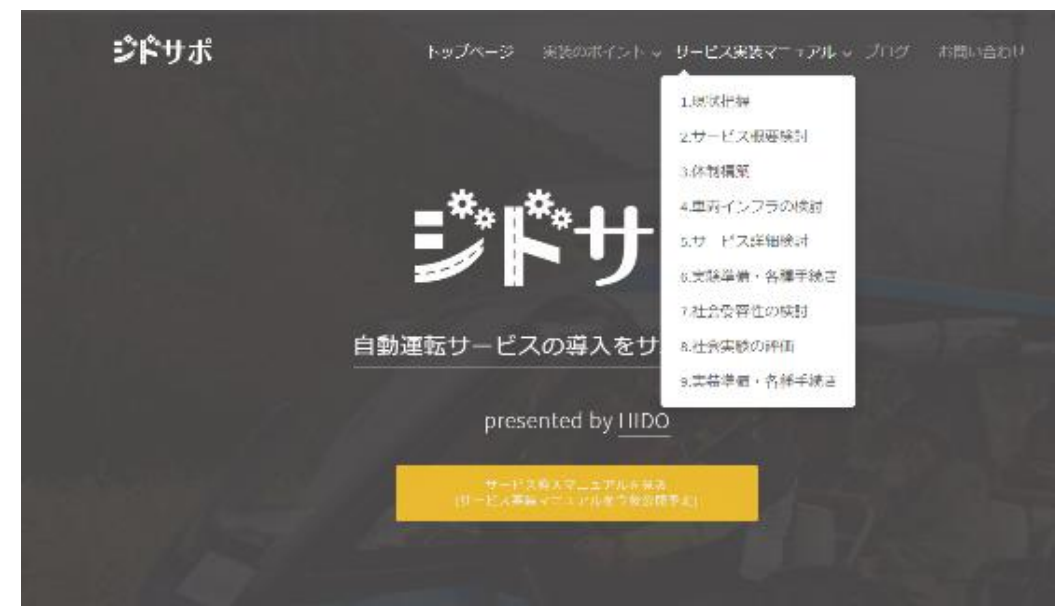 ジドサポ
トップページ 実装のポイント サービス実装マニュアル ブログ お問い合わせ
1.現状把握
2.サービス概要検討
3.体制構築
4.車両インフラの検討
5.サービス詳細検討
6.実験準備・各種手続き
7.社会受容性の検討
8.社会実験の評価
9.実装準備・各種手続き
ジドサ
自動運転サービスの導入をサ
presented by HIDO